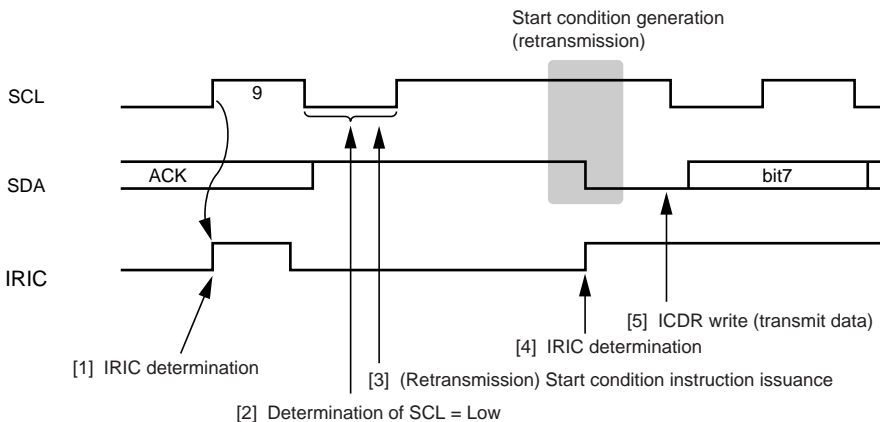 Start condition generation
(retransmission)
SCL
9
SDA
ACK
bit7
IRIC
[5] ICDR write (transmit data)
[4] IRIC determination
[1] IRIC determination
[3] (Retransmission) Start condition instruction issuance
[2] Determination of SCL = Low